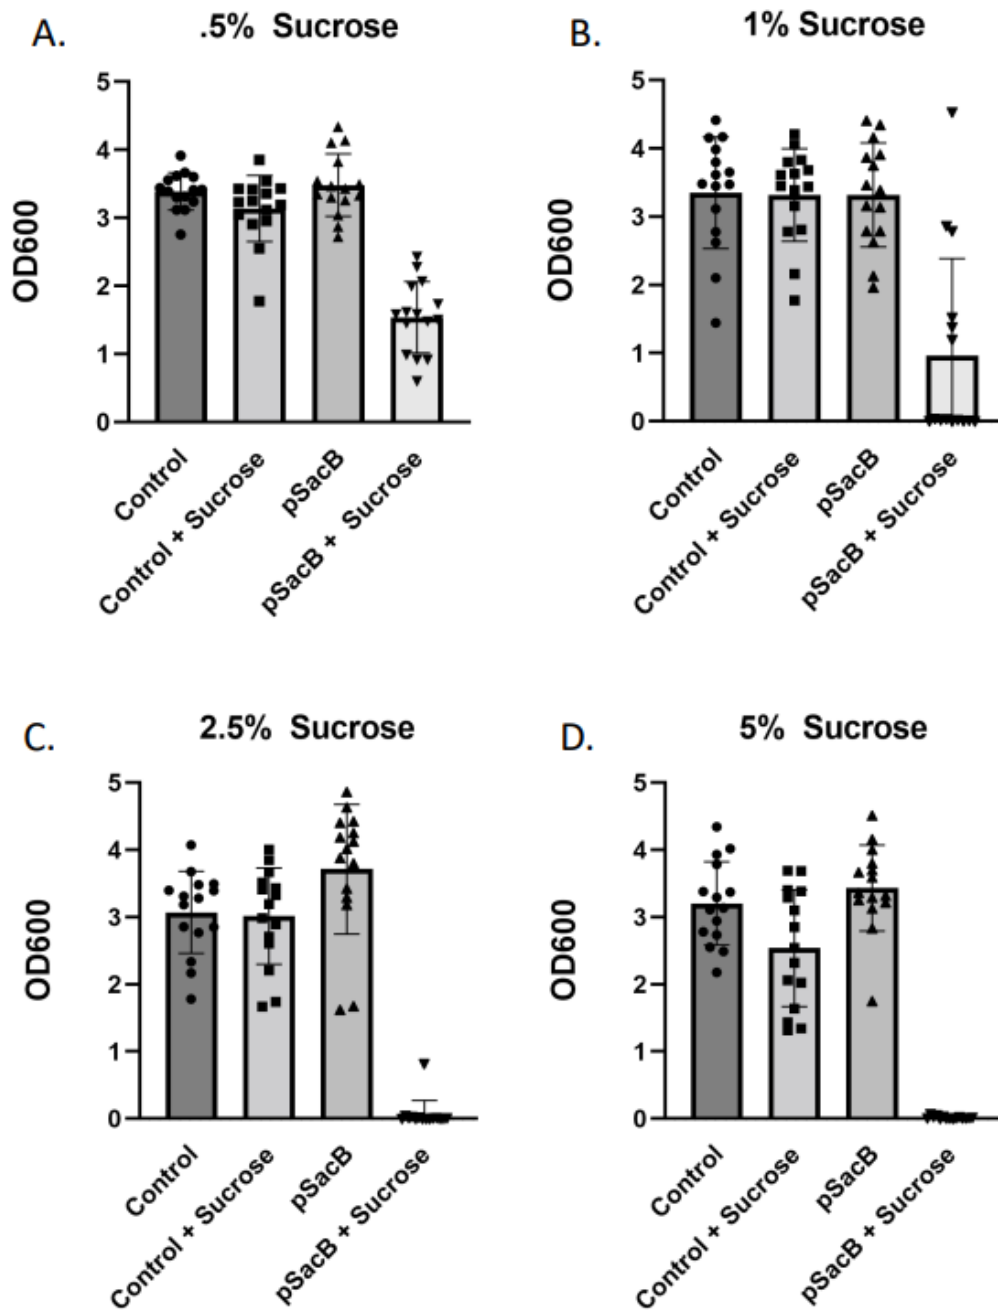 A.
.5% Sucrose
OD600
5
4
3
2
1
0
Control
Control + Sucrose
pSacB
pSacB + Sucrose
B.
1% Sucrose
OD600
5
4
3
2
1
0
Control
Control + Sucrose
pSacB
pSacB + Sucrose
C.
2.5% Sucrose
OD600
5
4
3
2
1
0
Control
Control + Sucrose
pSacB
pSacB + Sucrose
D.
5% Sucrose
OD600
5
4
3
2
1
0
Control
Control + Sucrose
pSacB
pSacB + Sucrose